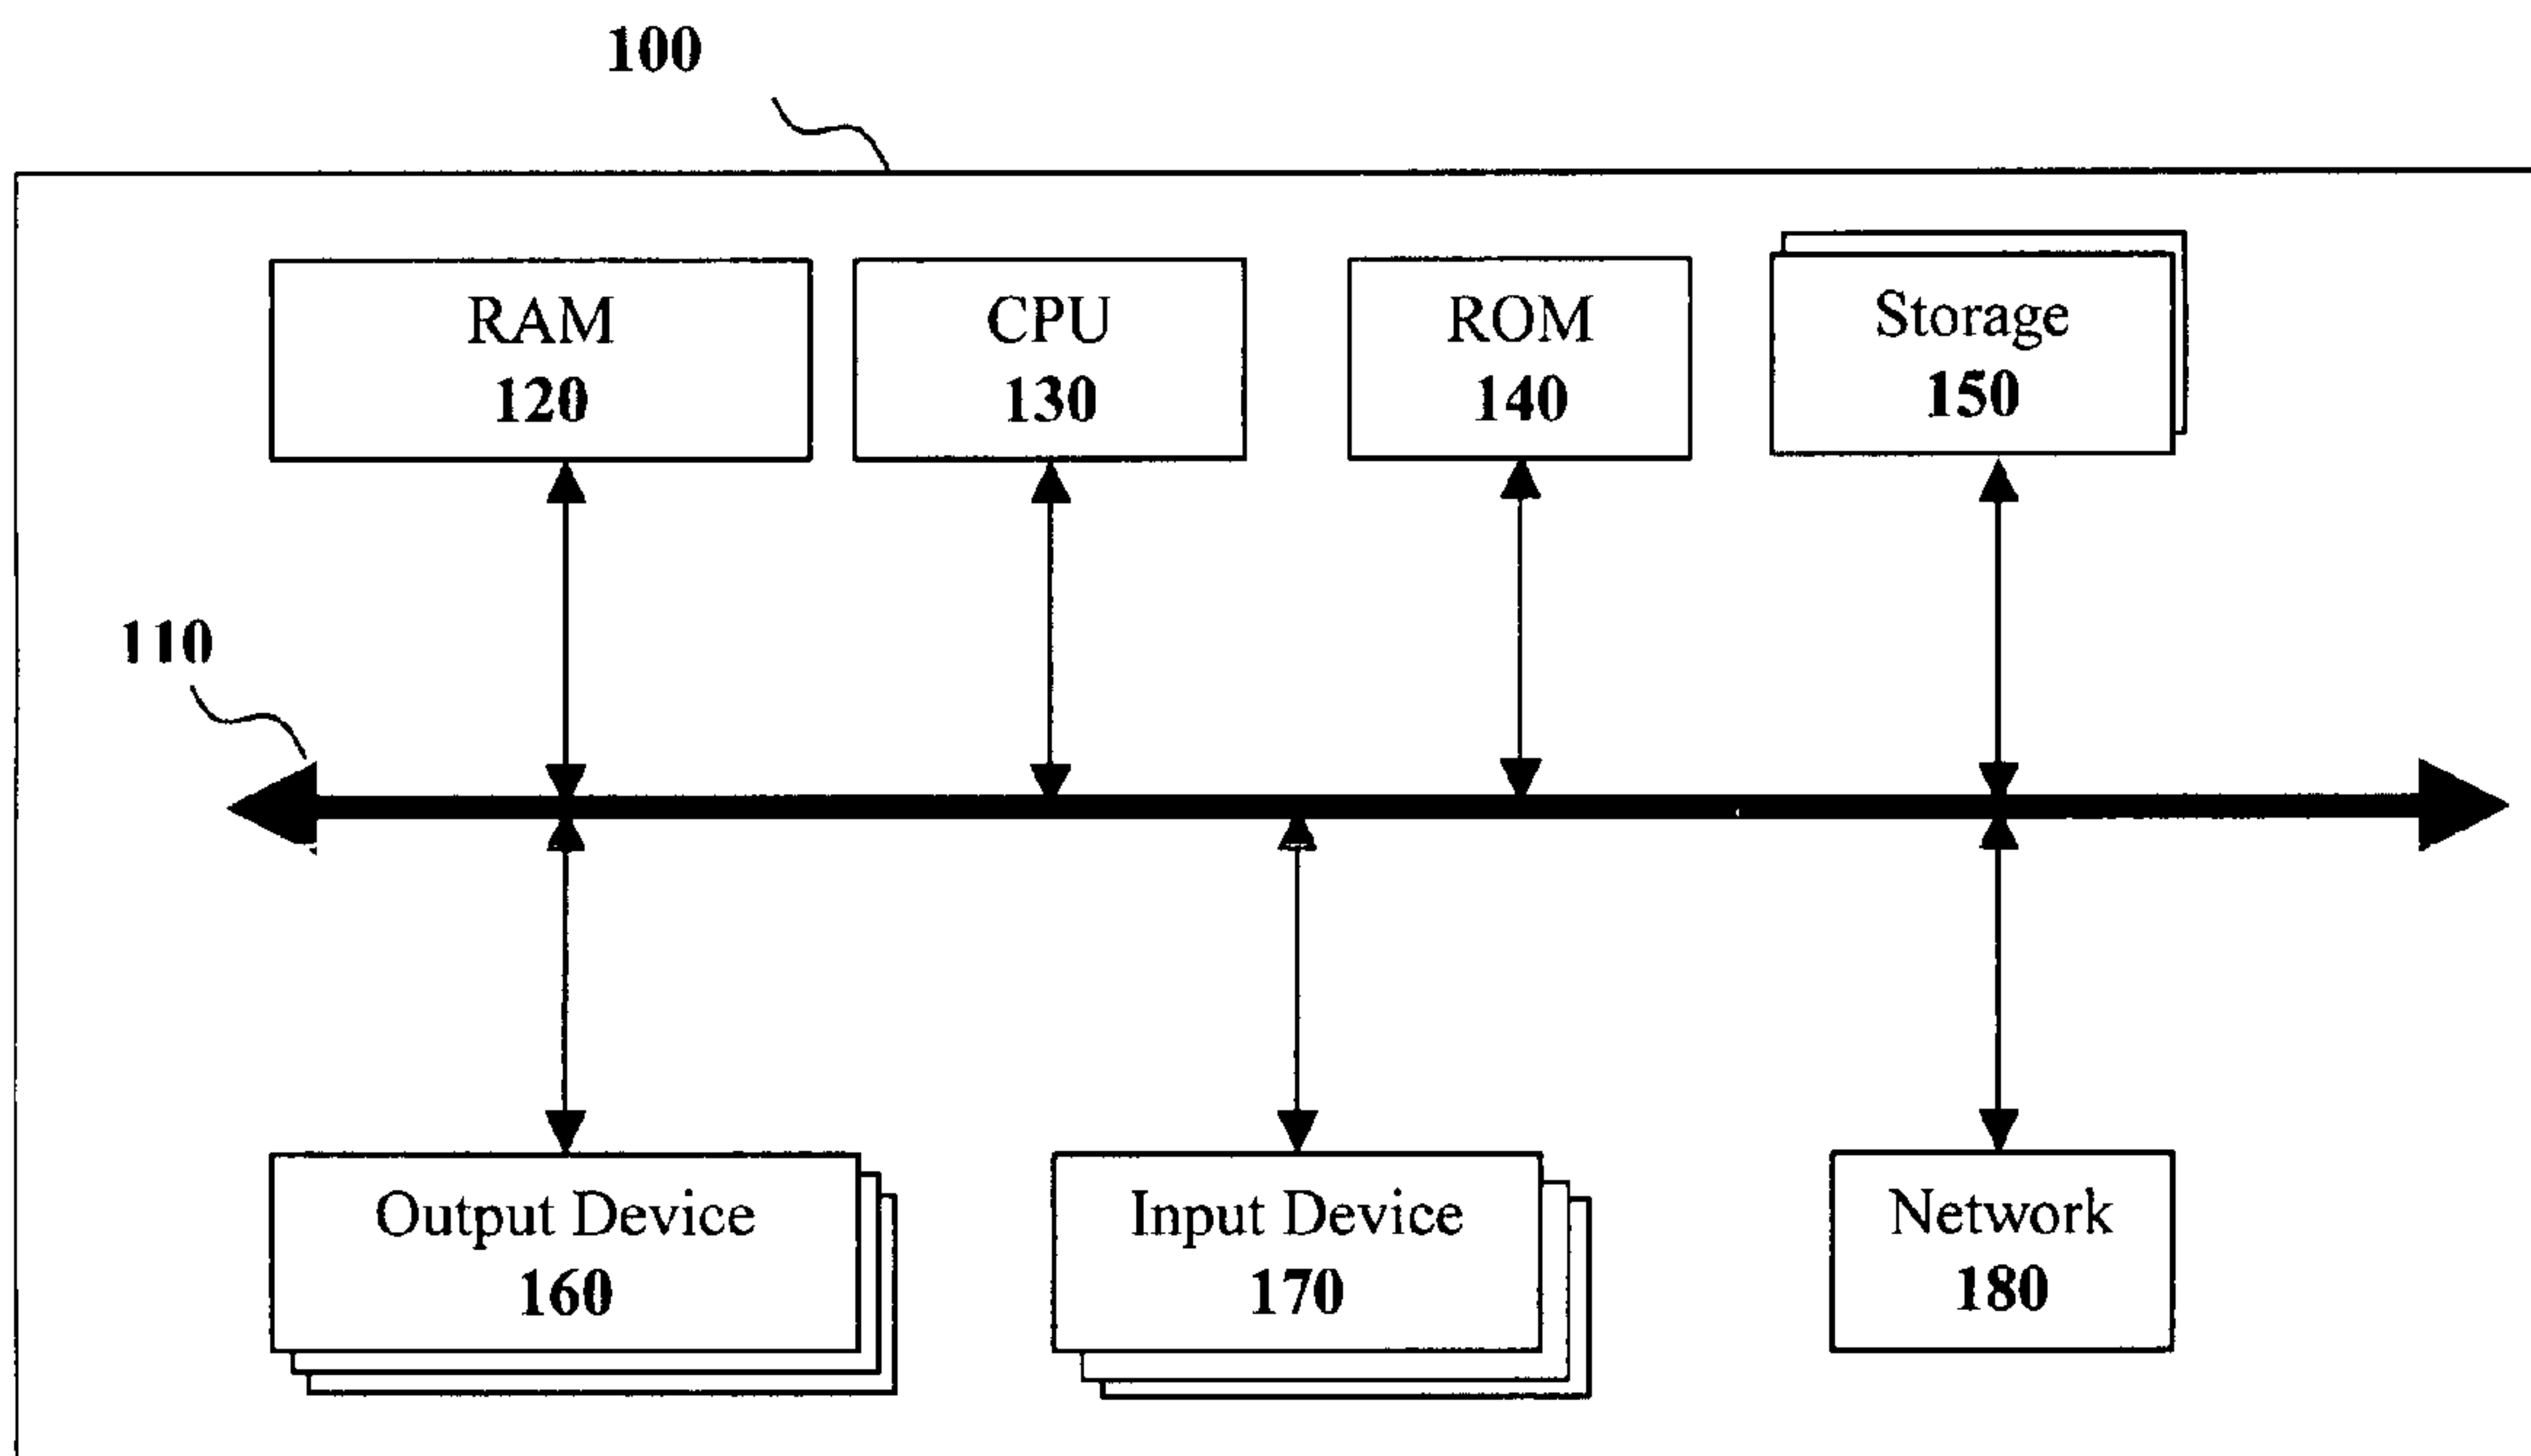 100
RAM
120
CPU
130
ROM
140
Storage
150
110
Output Device
160
Input Device
170
Network
180